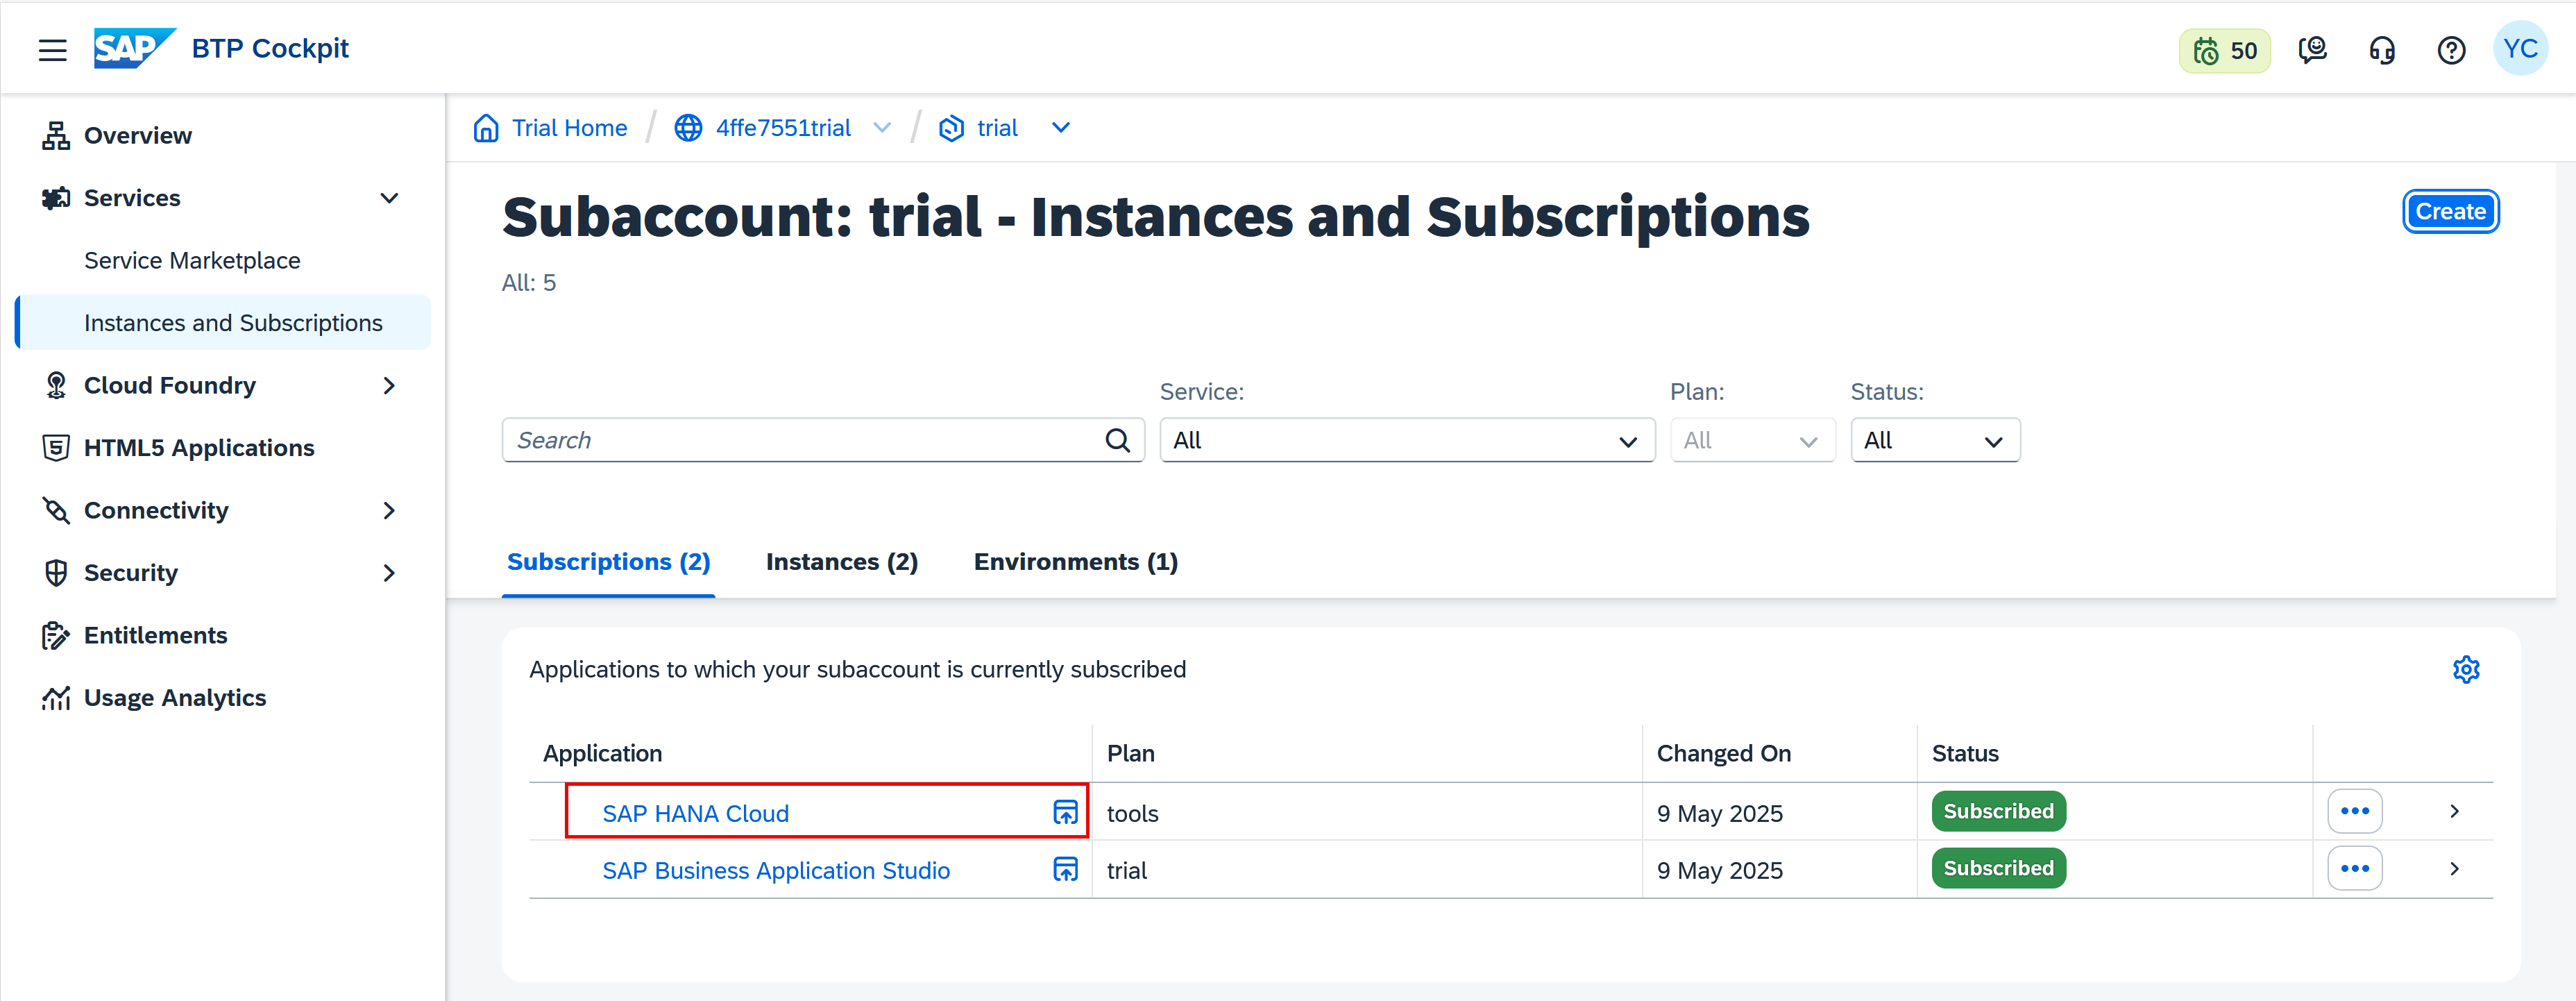 SAP BTP Cockpit
50
YC
Overview
Services
Service Marketplace
Instances and Subscriptions
Cloud Foundry
HTML5 Applications
Connectivity
Security
Entitlements
Usage Analytics
Trial Home / 4ffe7551trial / trial
Subaccount: trial - Instances and Subscriptions
Create
All: 5
Service: Plan: Status:
Search All All All
Subscriptions (2) Instances (2) Environments (1)
Applications to which your subaccount is currently subscribed
Application Plan Changed On Status
SAP HANA Cloud tools 9 May 2025 Subscribed
SAP Business Application Studio trial 9 May 2025 Subscribed